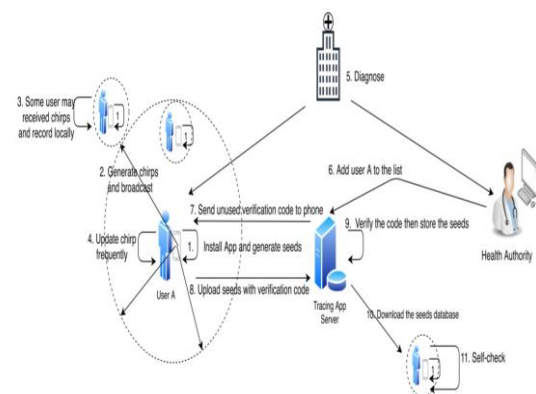 5. Diagnose
3. Some user may
received chirps
and record locally
1.
1.
2. Generate chirps
and broadcast
6. Add user A to the list
7. Send unused verification code to phone
9. Verify the code then store the seeds
4. Update chirp
frequently
1.
Install App and generate seeds
Health Authority
User A
8. Upload seeds with verification code
Tracing App
Server
10. Download the seeds database
11. Self-check
1.